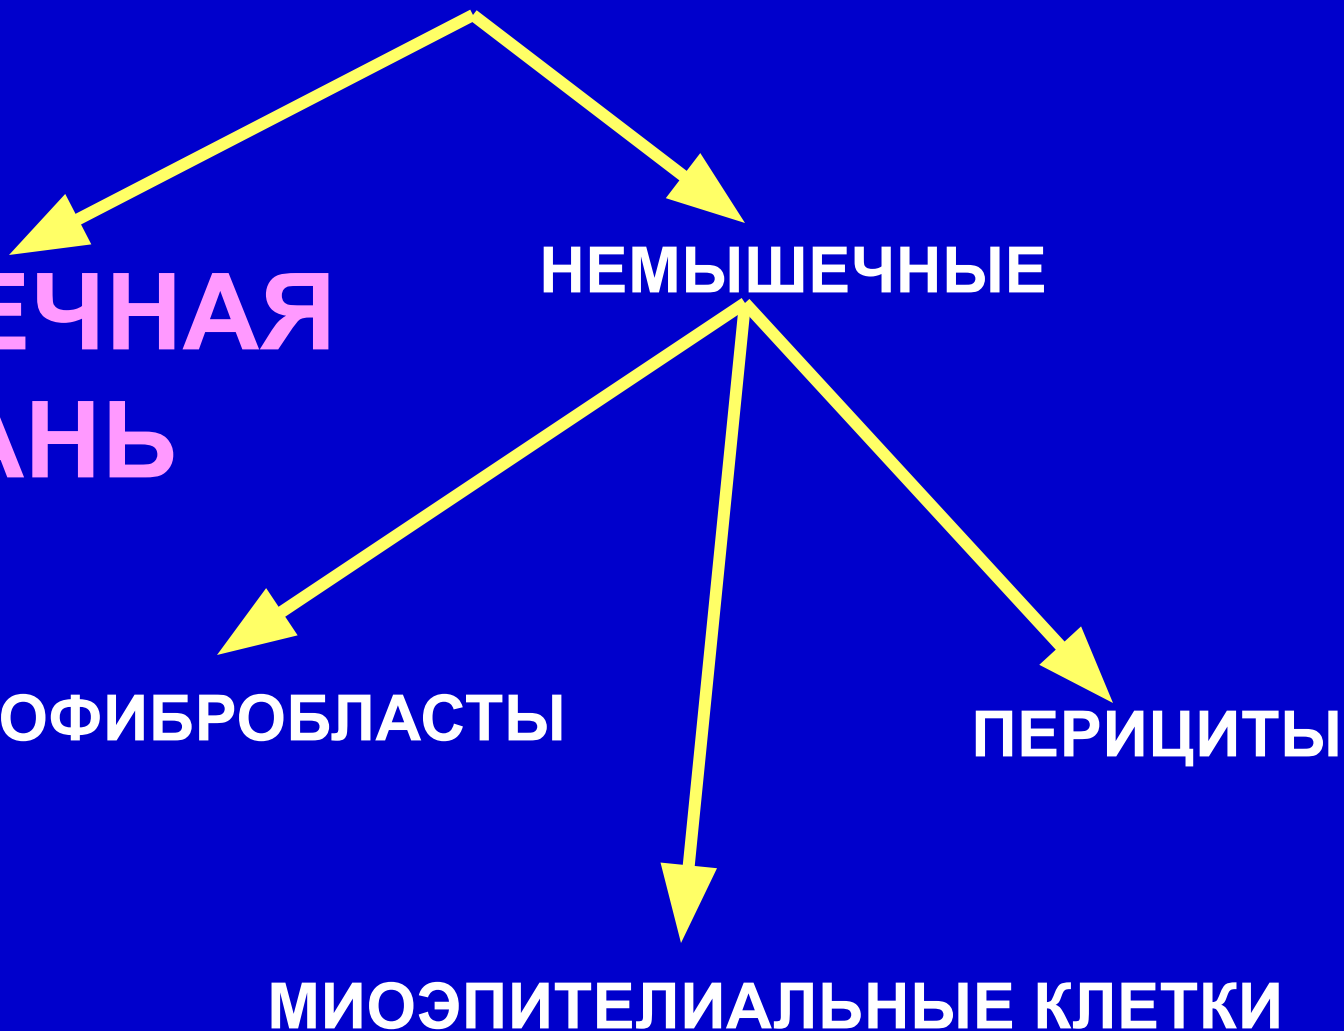 НЕМЫШЕЧНЫЕ
ЕЧНАЯ
АНЬ
ОФИБРОБЛАСТЫ
ПЕРИЦИТЫ
МИОЭПИТЕЛИАЛЬНЫЕ КЛЕТКИ